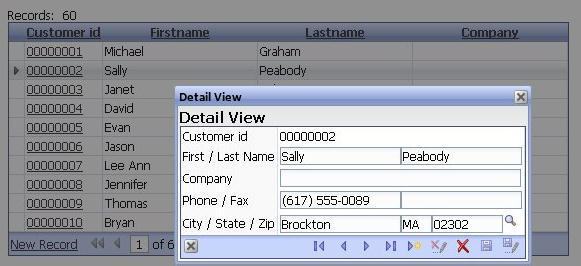 Records: 60
Customer id Firstname Lastname Company
00000001 Michael Graham
00000002 Sally Peabody
00000003 Janet
00000004 David
00000005 Evan
00000006 Jason
00000007 Lee Ann
00000008 Jennifer
00000009 Thomas
00000010 Bryan
New Record 1 of 6
Detail View
Detail View
Customer id 00000002
First / Last Name Sally Peabody
Company
Phone / Fax (617) 555-0089
City / State / Zip Brockton MA 02302